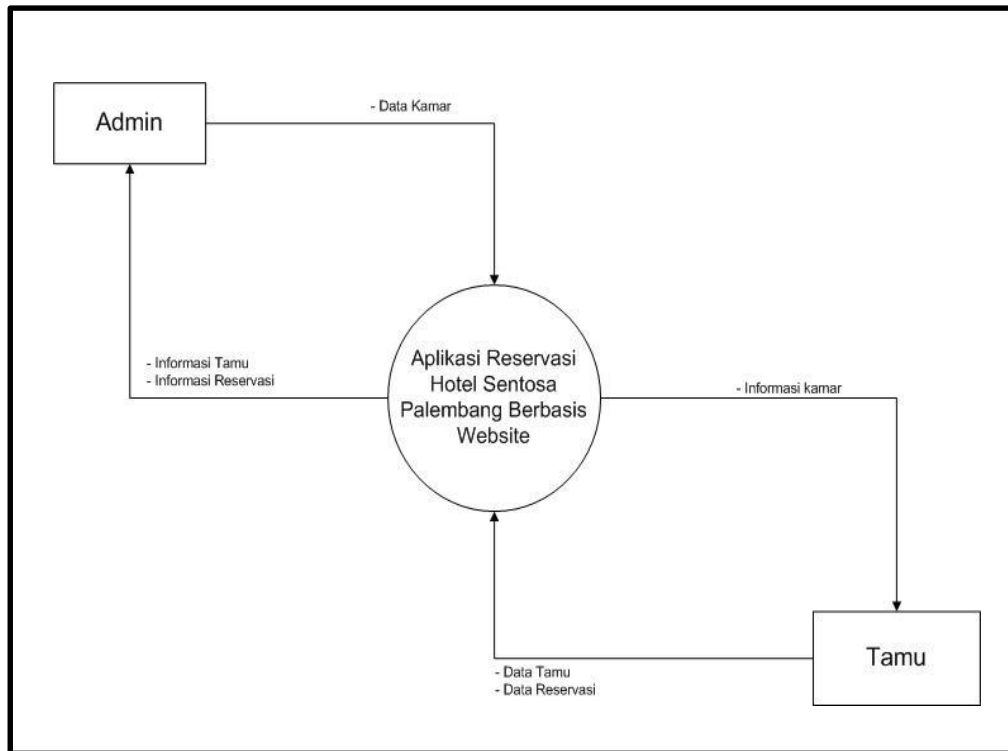 Admin
- Data Kamar
- Informasi Tamu
- Informasi Reservasi
Aplikasi Reservasi
Hotel Sentosa
Palembang Berbasis
Website
- Informasi kamar
- Data Tamu
- Data Reservasi
Tamu